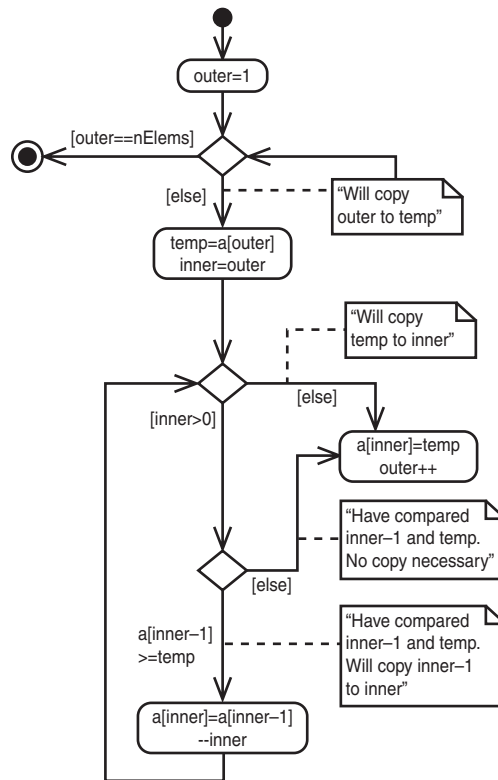 outer=1
[outer==nElems]
[else]
“Will copy
outer to temp”
temp=a[outer]
inner=outer
“Will copy
temp to inner”
[else]
[inner>0]
a[inner]=temp
outer++
“Have compared
inner–1 and temp.
No copy necessary”
[else]
a[inner–1]
>=temp
“Have compared
inner–1 and temp.
Will copy inner–1
to inner”
a[inner]=a[inner–1]
--inner